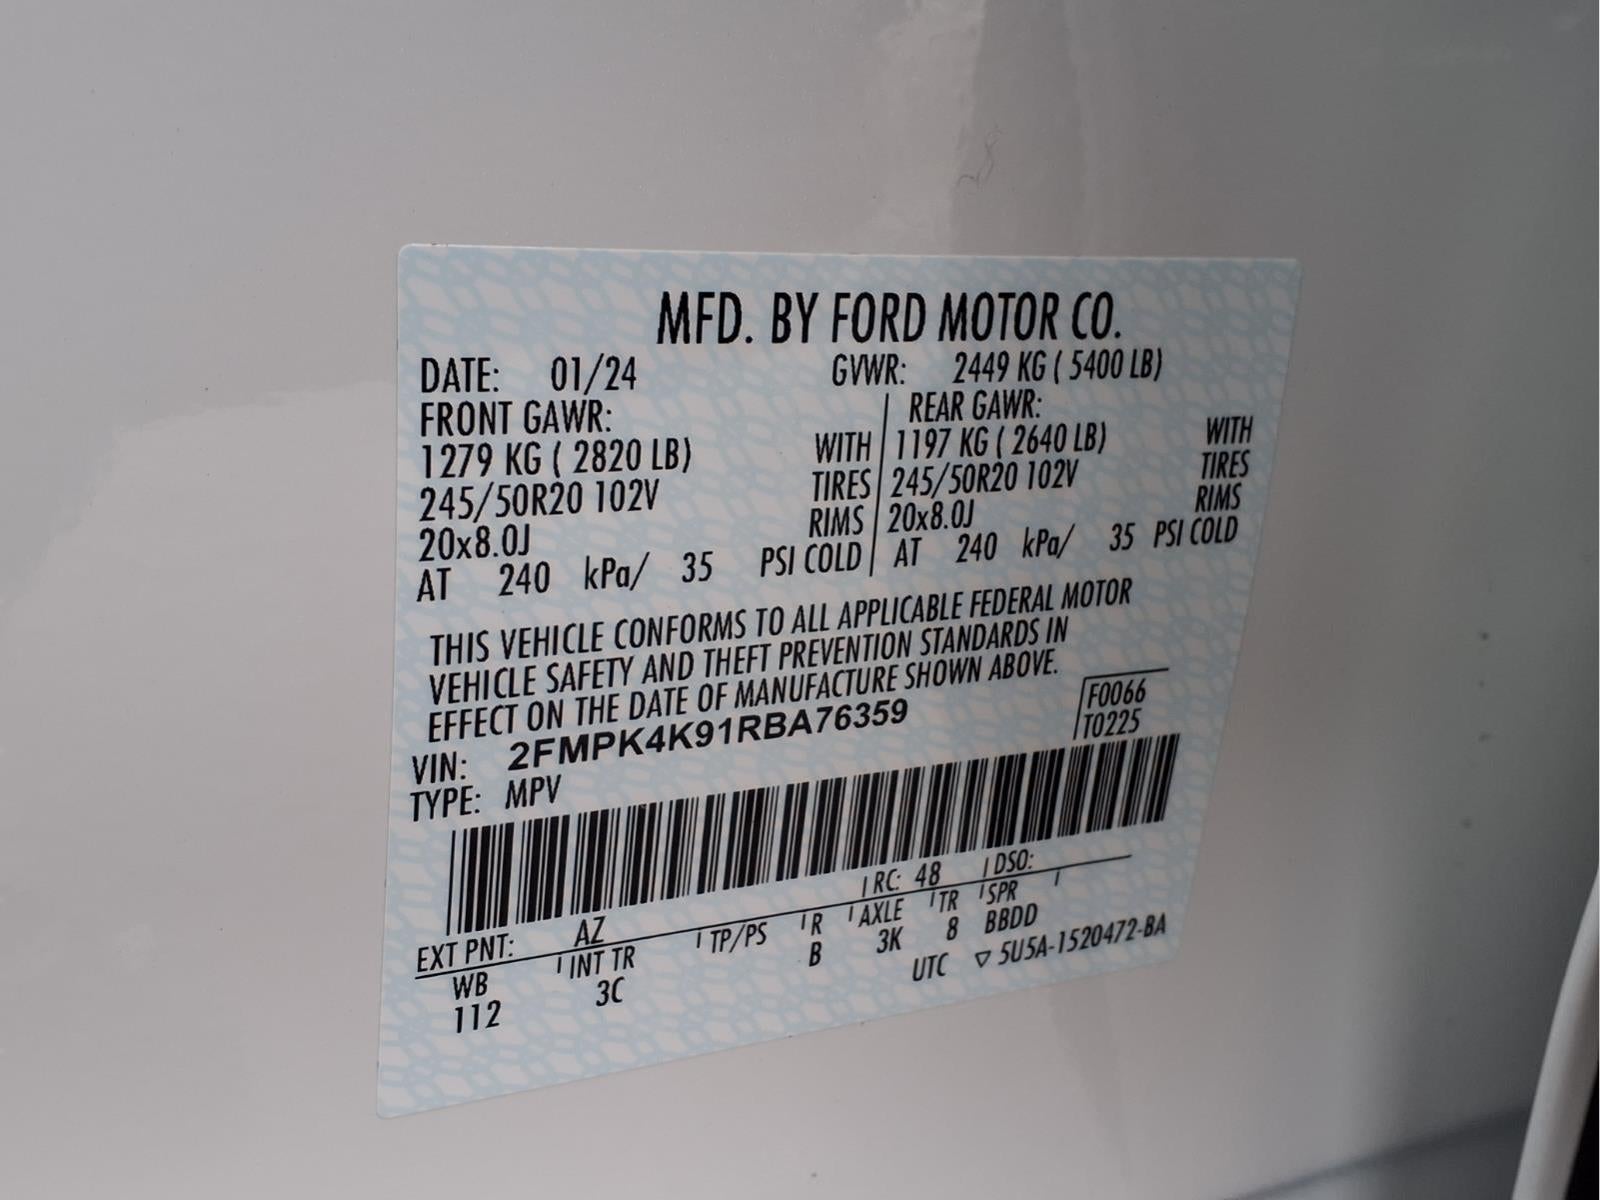 MFD. BY FORD MOTOR CO.
DATE: 01/24 GVWR: 2449 KG ( 5400 LB)
FRONT GAWR: REAR GAWR:
1279 KG ( 2820 LB) WITH 1197 KG ( 2640 LB) WITH
245/50R20 102V TIRES 245/50R20 102V TIRES
20x8.0J RIMS 20x8.0J RIMS
AT 240 kPa/ 35 PSI COLD AT 240 kPa/ 35 PSI COLD
THIS VEHICLE CONFORMS TO ALL APPLICABLE FEDERAL MOTOR
VEHICLE SAFETY AND THEFT PREVENTION STANDARDS IN
EFFECT ON THE DATE OF MANUFACTURE SHOWN ABOVE.
VIN: 2FMPK4K91RBA76359 F0066
TYPE: MPV T0225
EXT PNT: AZ RC: 48 DSO:
WB INT TR TP/PS R AXLE TR SPR
112 3C B 3K 8 BBDD
UTC ▽ 5U5A-1520472-BA